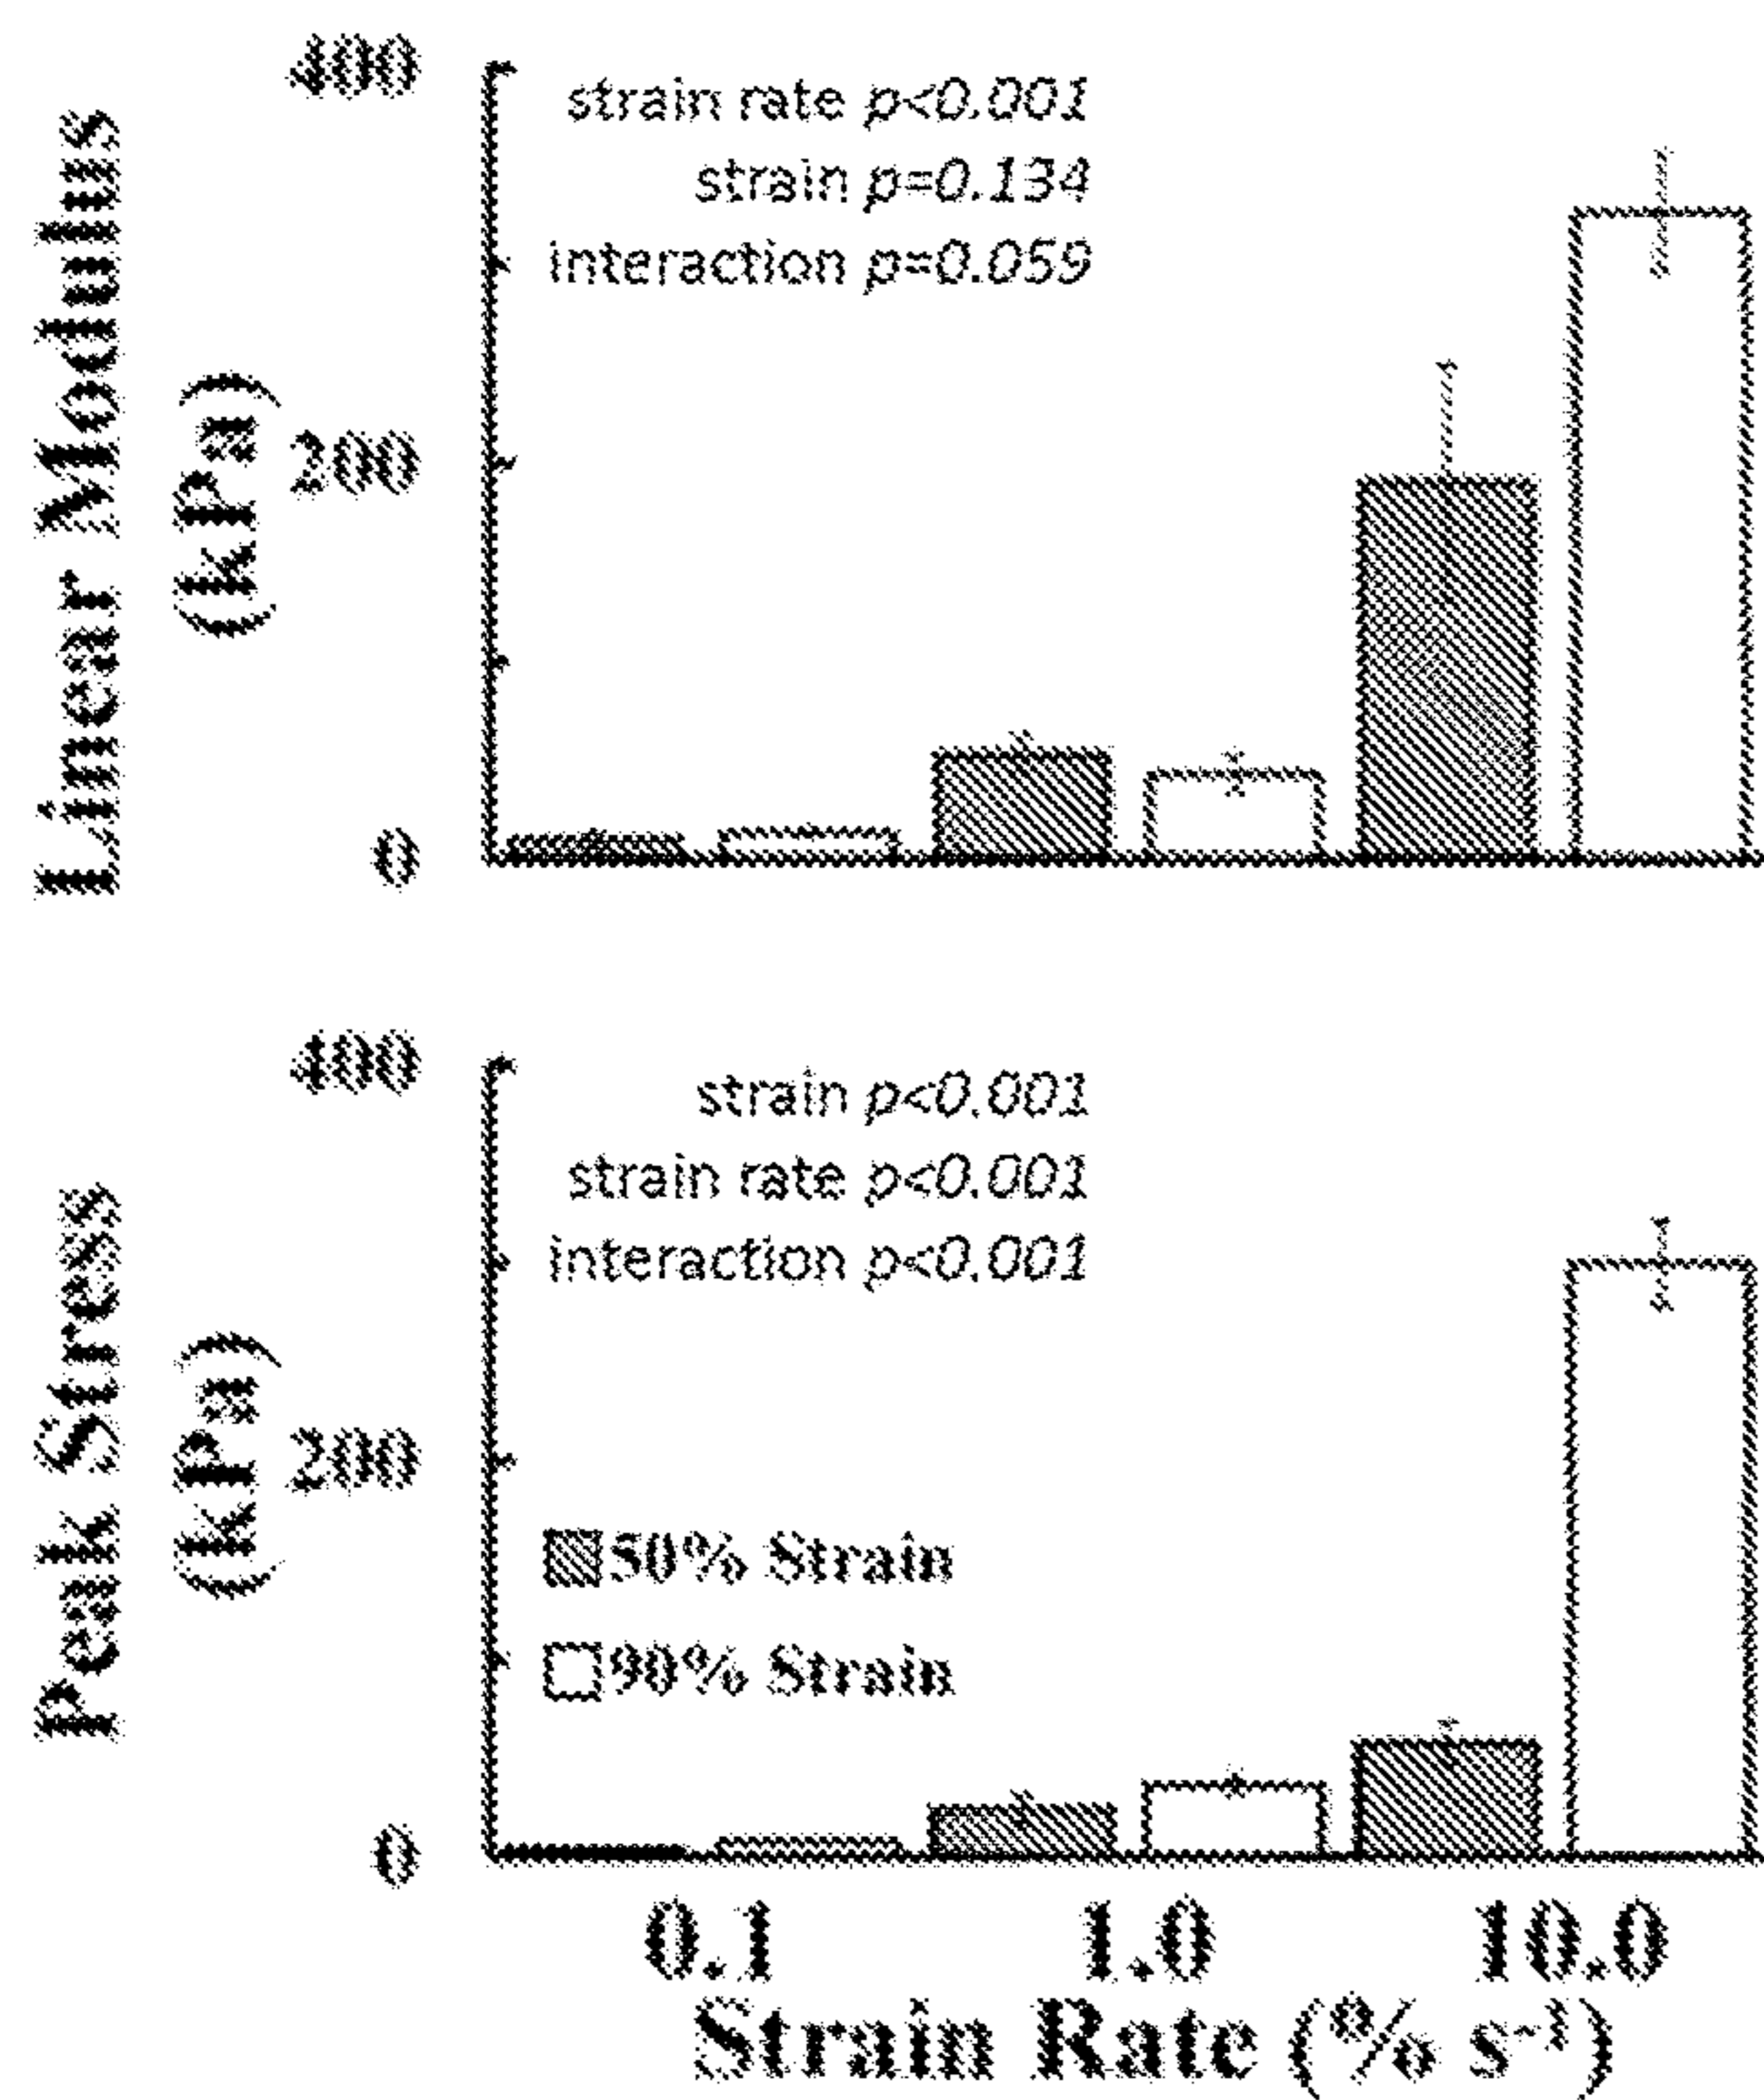 Linear Modulus
(kPa)
400
200
0
strain rate p<0.001
strain p=0.134
interaction p=0.059
Peak Stress
(kPa)
400
200
0
strain p<0.001
strain rate p<0.001
interaction p<0.001
50% Strain
90% Strain
0.1 1.0 10.0
Strain Rate (% s⁻¹)